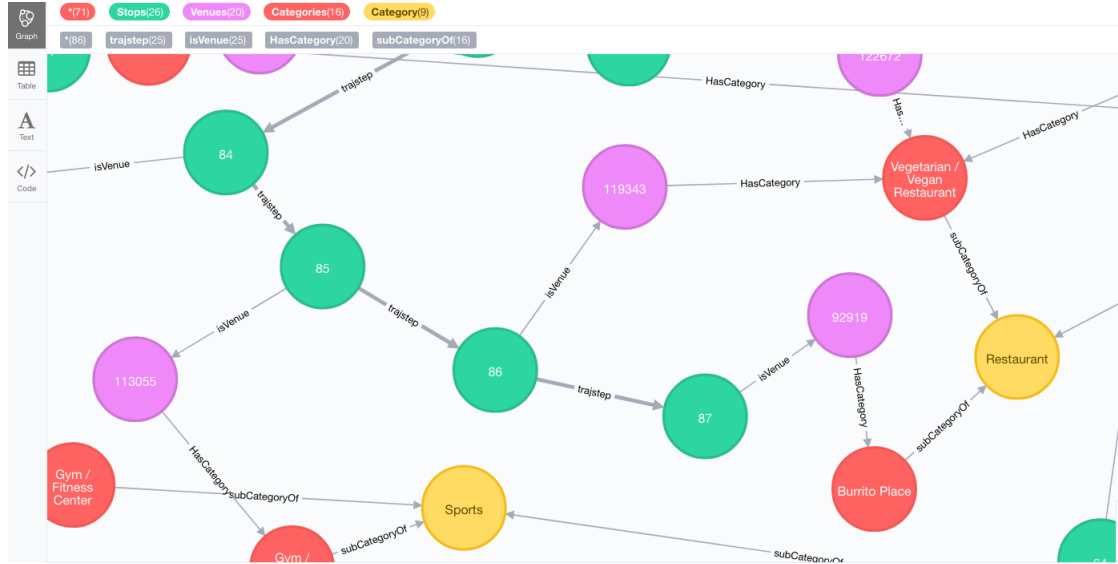 *(71) Stops(26) Venues(20) Categories(16) Category(9)
*(86) trajstep(25) isVenue(25) HasCategory(20) subCategoryOf(16)
Graph
Table
Text
Code
122672
HasCategory
trajstep
Has...
HasCategory
84
isVenue
Vegetarian /
Vegan
Restaurant
119343
HasCategory
trajstep
85
trajstep
isVenue
isVenue
subCategoryOf
92919
Restaurant
113055
86
trajstep
isVenue
87
HasCategory
subCategoryOf
HasCategory
Gym /
Fitness
Center
subCategoryOf
Sports
Burrito Place
subCategoryOf
Gym /
subCategoryOf
64